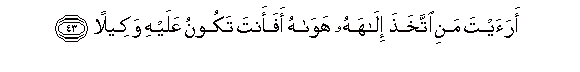 أَرَءَيْتَ مَنِ ٱتَّخَذَ إِلَـٰهَهُۥ هَوَىٰهُ أَفَأَنتَ تَكُونُ عَلَيْهِ وَكِيلًا ٤٣